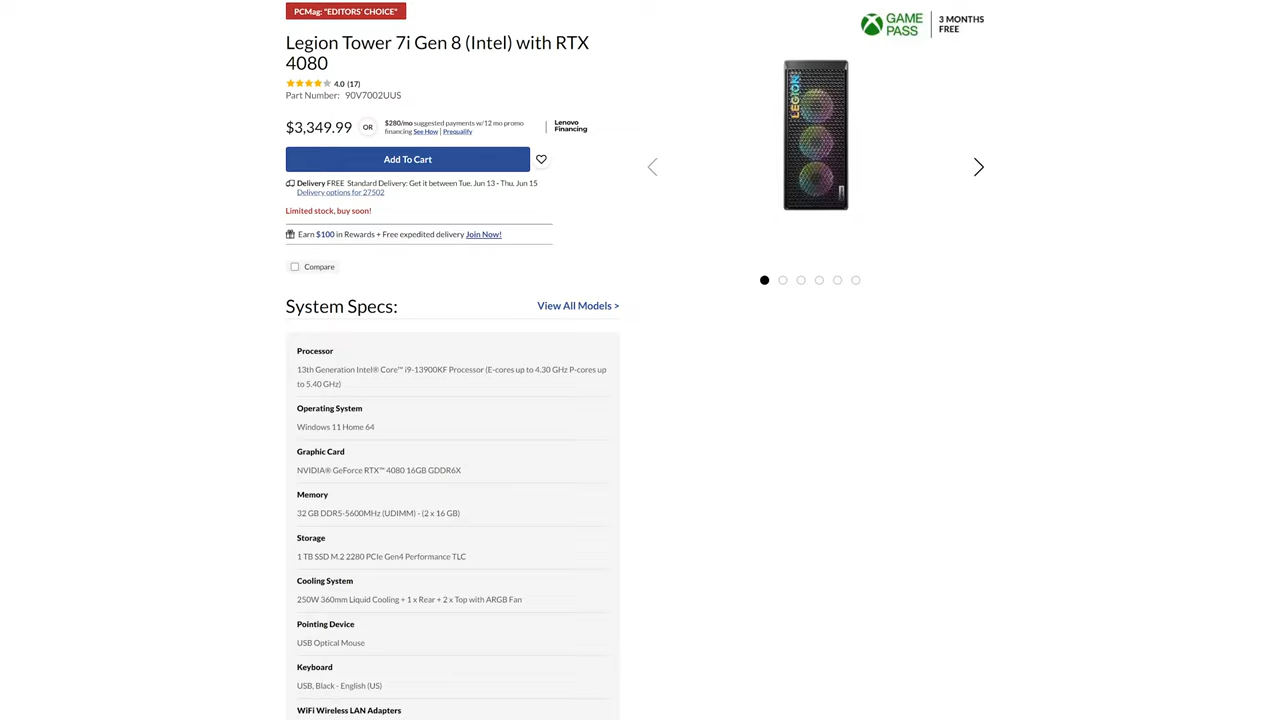 PCMag: "EDITORS' CHOICE"
Legion Tower 7i Gen 8 (Intel) with RTX
4080
4.0 (17)
Part Number: 90V7002UUS
$3,349.99
OR
$280/mo suggested payments w/12 mo promo
financing See How | Prequalify
Lenovo
Financing
Add To Cart
Delivery FREE Standard Delivery: Get it between Tue. Jun 13 - Thu. Jun 15
Delivery options for 27502
Limited stock, buy soon!
Earn $100 in Rewards + Free expedited delivery Join Now!
Compare
GAME
PASS
3 MONTHS
FREE
LEGION
System Specs:
View All Models >
Processor
13th Generation Intel® Core™ i9-13900KF Processor (E-cores up to 4.30 GHz P-cores up
to 5.40 GHz)
Operating System
Windows 11 Home 64
Graphic Card
NVIDIA® GeForce RTX™ 4080 16GB GDDR6X
Memory
32 GB DDR5-5600MHz (UDIMM) - (2 x 16 GB)
Storage
1 TB SSD M.2 2280 PCIe Gen4 Performance TLC
Cooling System
250W 360mm Liquid Cooling + 1 x Rear + 2 x Top with ARGB Fan
Pointing Device
USB Optical Mouse
Keyboard
USB, Black - English (US)
WiFi Wireless LAN Adapters